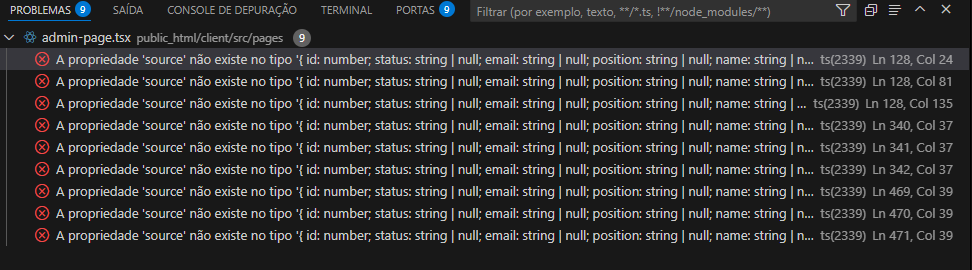 PROBLEMAS 9 SAÍDA CONSOLE DE DEPURAÇÃO TERMINAL PORTAS 9 Filtrar (por exemplo, texto, **/*.ts, !**/node_modules/**)
admin-page.tsx public_html/client/src/pages 9
A propriedade 'source' não existe no tipo '{ id: number; status: string | null; email: string | null; position: string | null; name: string | n... ts(2339) Ln 128, Col 24
A propriedade 'source' não existe no tipo '{ id: number; status: string | null; email: string | null; position: string | null; name: string | n... ts(2339) Ln 128, Col 81
A propriedade 'source' não existe no tipo '{ id: number; status: string | null; email: string | null; position: string | null; name: string | ... ts(2339) Ln 128, Col 135
A propriedade 'source' não existe no tipo '{ id: number; status: string | null; email: string | null; position: string | null; name: string | n... ts(2339) Ln 340, Col 37
A propriedade 'source' não existe no tipo '{ id: number; status: string | null; email: string | null; position: string | null; name: string | n... ts(2339) Ln 341, Col 37
A propriedade 'source' não existe no tipo '{ id: number; status: string | null; email: string | null; position: string | null; name: string | n... ts(2339) Ln 342, Col 37
A propriedade 'source' não existe no tipo '{ id: number; status: string | null; email: string | null; position: string | null; name: string | n... ts(2339) Ln 469, Col 39
A propriedade 'source' não existe no tipo '{ id: number; status: string | null; email: string | null; position: string | null; name: string | n... ts(2339) Ln 470, Col 39
A propriedade 'source' não existe no tipo '{ id: number; status: string | null; email: string | null; position: string | null; name: string | n... ts(2339) Ln 471, Col 39